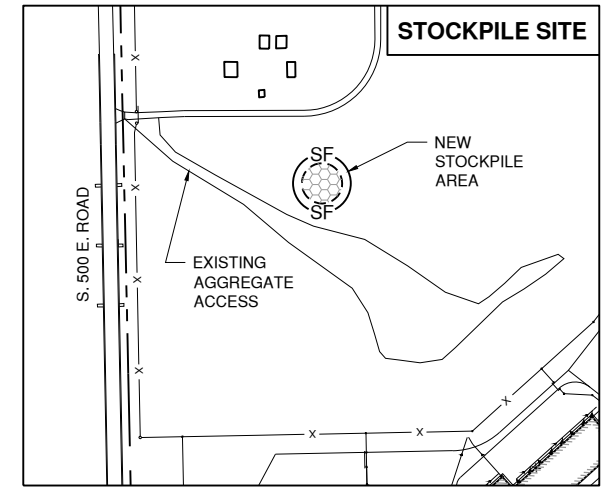 STOCKPILE SITE
X
SF
NEW
STOCKPILE
AREA
X
SF
S. 500 E. ROAD
EXISTING
AGGREGATE
ACCESS
X
X
X
X
X